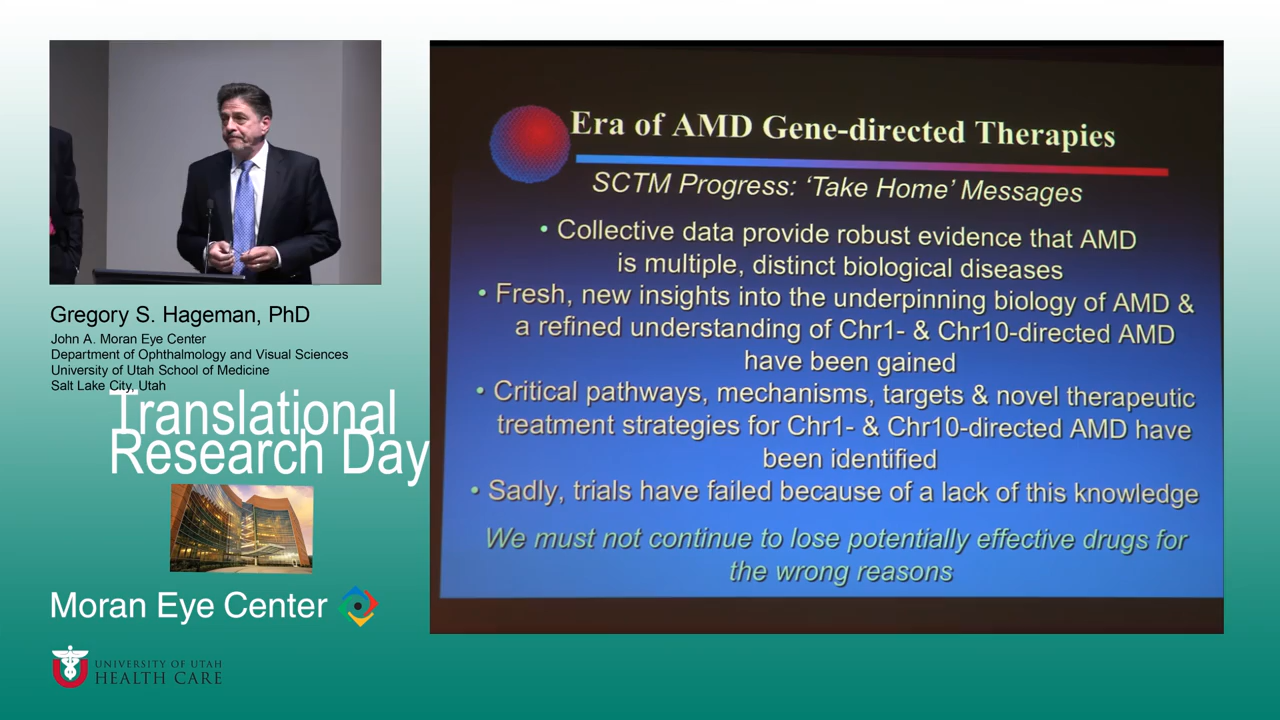 Gregory S. Hageman, PhD
John A. Moran Eye Center
Department of Ophthalmology and Visual Sciences
University of Utah School of Medicine
Salt Lake City, Utah
Translational
Research Day
Moran Eye Center
UNIVERSITY OF UTAH
HEALTH CARE
Era of AMD Gene-directed Therapies
SCTM Progress: ‘Take Home’ Messages
• Collective data provide robust evidence that AMD
is multiple, distinct biological diseases
• Fresh, new insights into the underpinning biology of AMD &
a refined understanding of Chr1- & Chr10-directed AMD
have been gained
• Critical pathways, mechanisms, targets & novel therapeutic
treatment strategies for Chr1- & Chr10-directed AMD have
been identified
• Sadly, trials have failed because of a lack of this knowledge
We must not continue to lose potentially effective drugs for
the wrong reasons